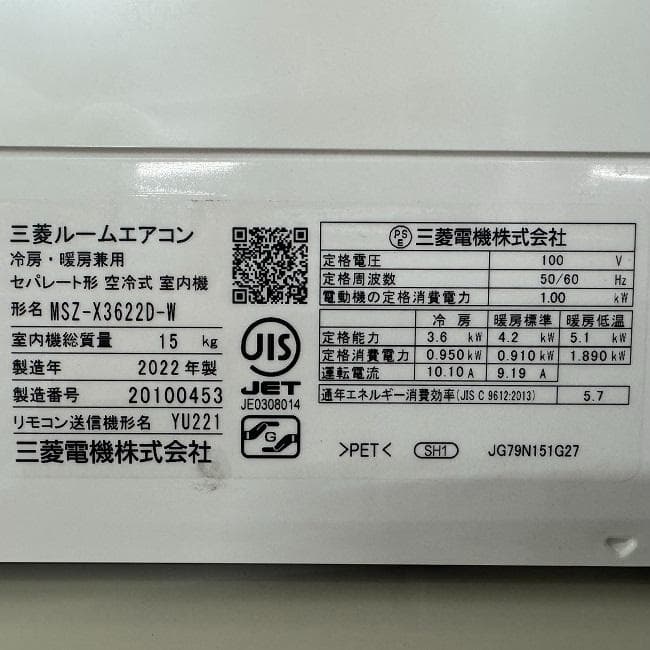 三菱ルームエアコン
冷房・暖房兼用
セパレート形 空冷式 室内機
形名 MSZ-X3622D-W
室内機総質量 15 kg
製造年 2022 年製
製造番号 20100453
リモコン送信機形名 YU221
三菱電機株式会社
JIS
JET
JE0308014
G
PS
E
三菱電機株式会社
定格電圧 100 V
定格周波数 50/60 Hz
電動機の定格消費電力 1.00 kW
冷 房 暖房標準 暖房低温
定格能力 3.6 kW 4.2 kW 5.1 kW
定格消費電力 0.950 kW 0.910 kW 1.890 kW
運転電流 10.10 A 9.19 A
通年エネルギー消費効率(JIS C 9612:2013) 5.7
>PET< SH1 JG79N151G27